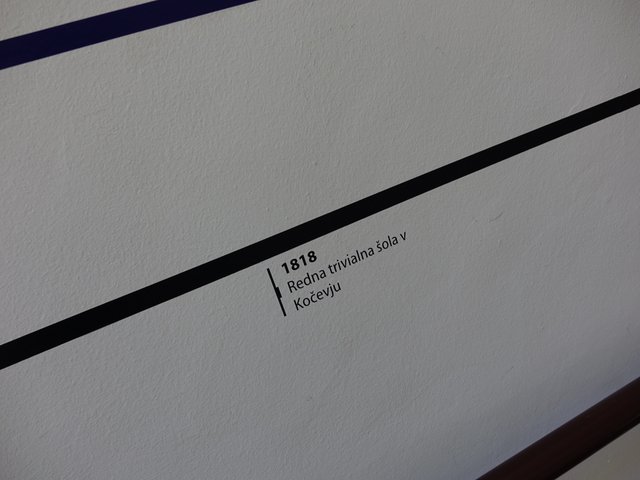 1818
Redna trivialna šola v
Kočevju